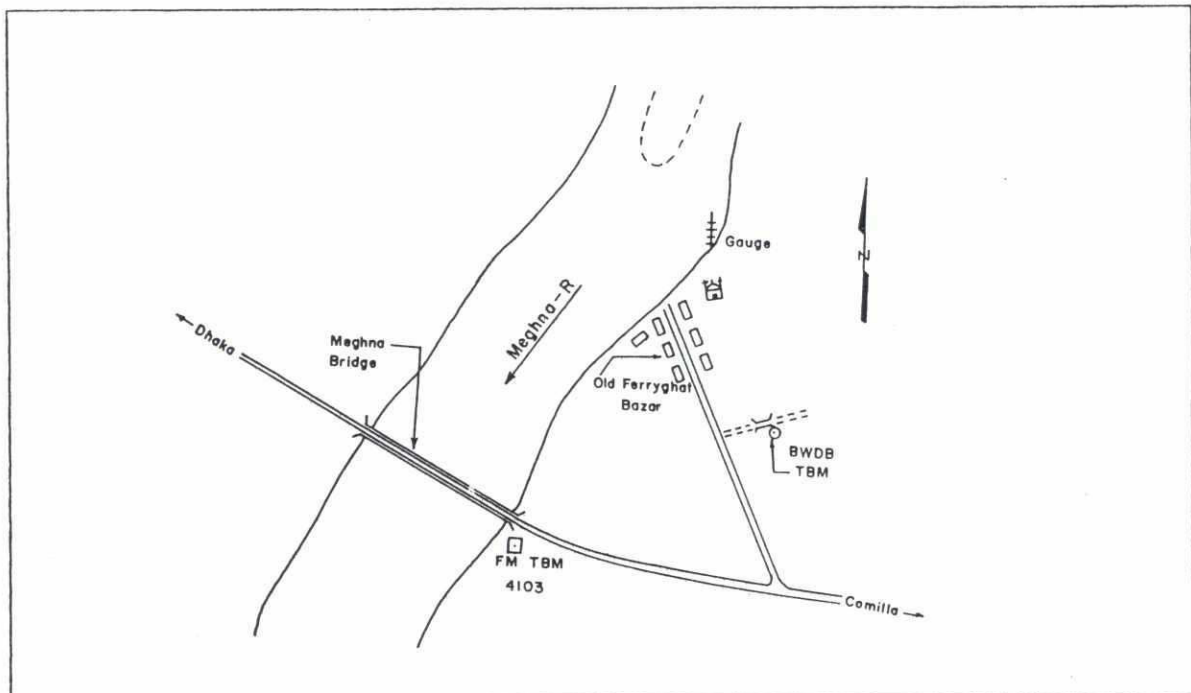 Gauge
N
Meghna-R
Dhaka
Meghna
Bridge
Old Ferryghat
Bazar
BWDB
TBM
FM TBM
4103
Comilla